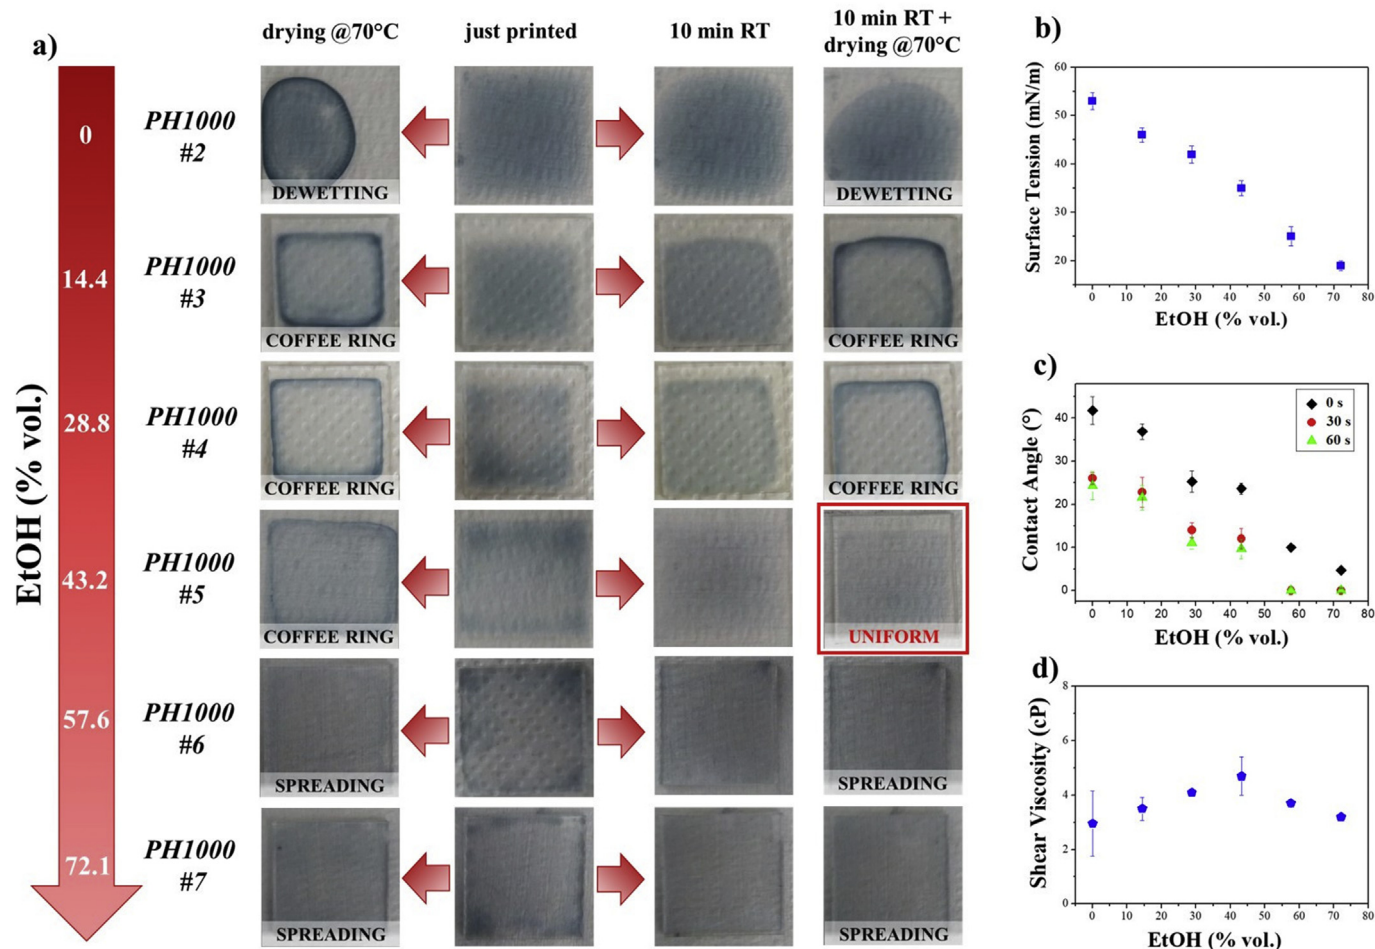 a)
drying @70°C
just printed
10 min RT
10 min RT +
drying @70°C
EtOH (% vol.)
0
PH1000
#2
DEWETTING
DEWETTING
14.4
PH1000
#3
COFFEE RING
COFFEE RING
28.8
PH1000
#4
COFFEE RING
COFFEE RING
43.2
PH1000
#5
COFFEE RING
UNIFORM
57.6
PH1000
#6
SPREADING
SPREADING
72.1
PH1000
#7
SPREADING
SPREADING
b)
Surface Tension (mN/m)
60
50
40
30
20
0 10 20 30 40 50 60 70 80
EtOH (% vol.)
c)
Contact Angle (°)
40
30
20
10
0
0 s
30 s
60 s
0 10 20 30 40 50 60 70 80
EtOH (% vol.)
d)
Shear Viscosity (cP)
8
6
4
2
0
0 10 20 30 40 50 60 70 80
EtOH (% vol.)